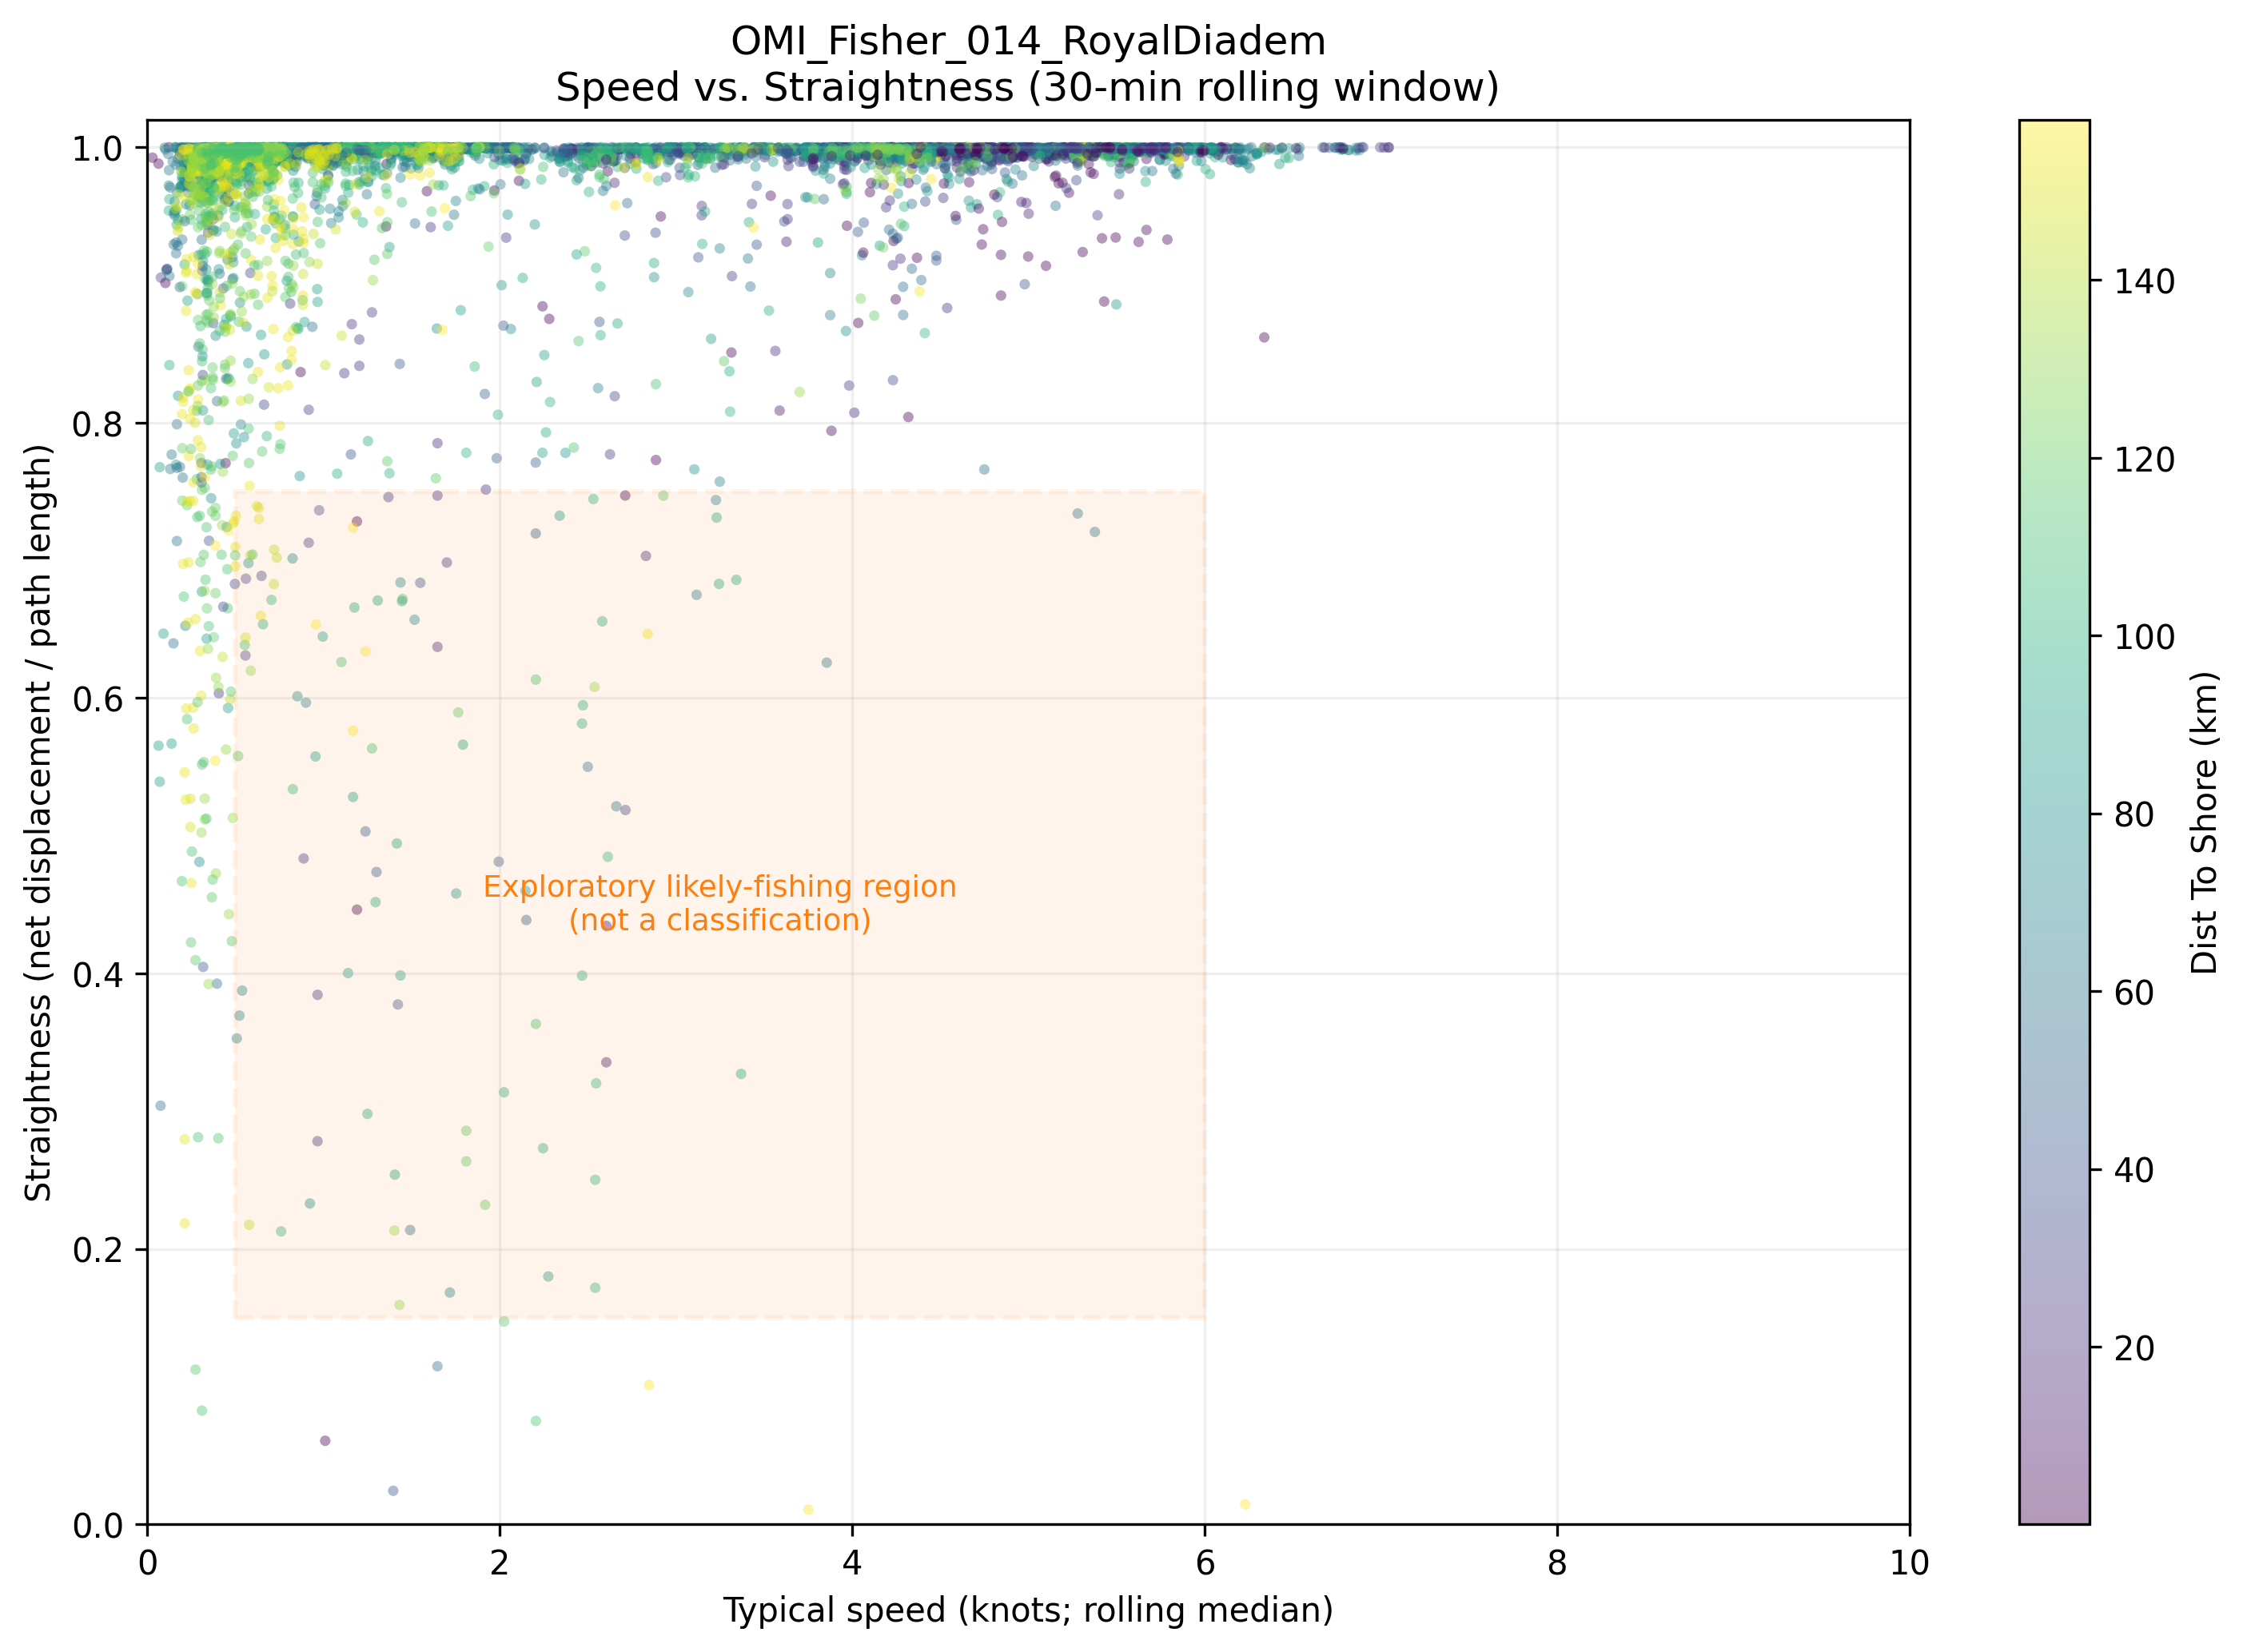 OMI_Fisher_014_RoyalDiadem
Speed vs. Straightness (30-min rolling window)
Straightness (net displacement / path length)
1.0
0.8
0.6
0.4
0.2
0.0
Exploratory likely-fishing region
(not a classification)
0 2 4 6 8 10
Typical speed (knots; rolling median)
140
120
100
80
60
40
20
Dist To Shore (km)